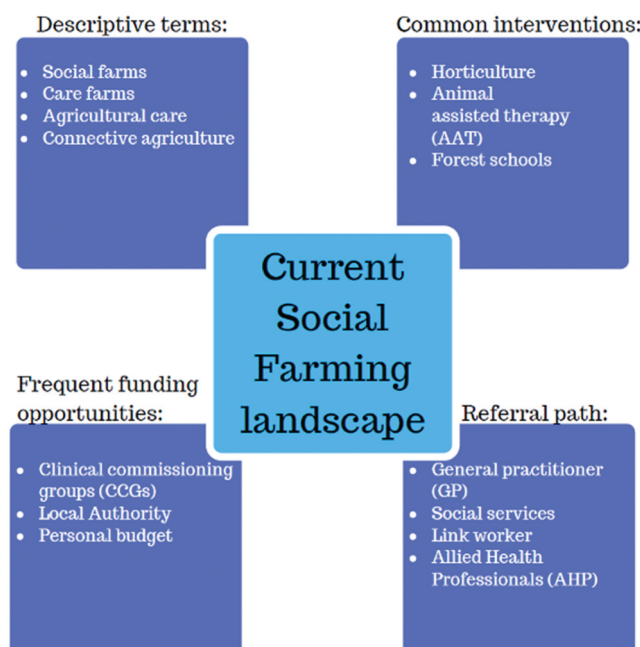 Descriptive terms:
• Social farms
• Care farms
• Agricultural care
• Connective agriculture
Common interventions:
• Horticulture
• Animal
assisted therapy
(AAT)
• Forest schools
Current
Social
Farming
landscape
Frequent funding
opportunities:
• Clinical commissioning
groups (CCGs)
• Local Authority
• Personal budget
Referral path:
• General practitioner
(GP)
• Social services
• Link worker
• Allied Health
Professionals (AHP)